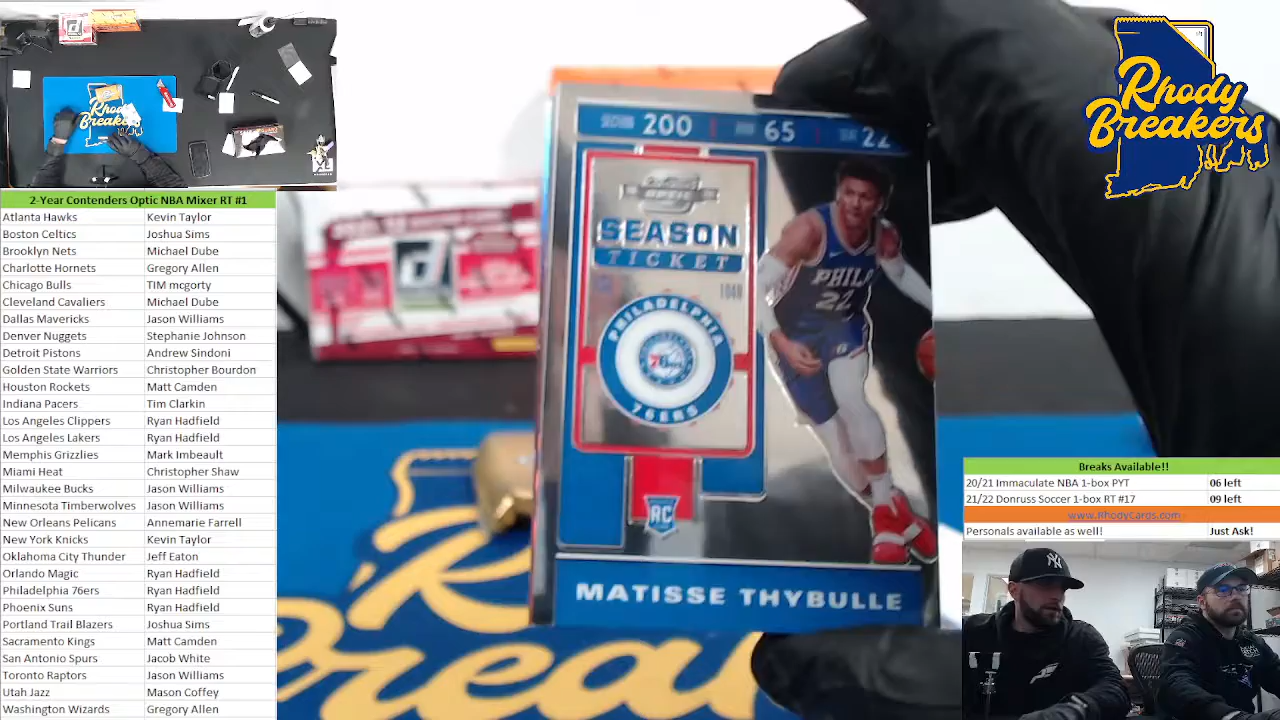 Rhody
Breakers
2-Year Contenders Optic NBA Mixer RT #1
Atlanta Hawks Kevin Taylor
Boston Celtics Joshua Sims
Brooklyn Nets Michael Dube
Charlotte Hornets Gregory Allen
Chicago Bulls TIM mcgorty
Cleveland Cavaliers Michael Dube
Dallas Mavericks Jason Williams
Denver Nuggets Stephanie Johnson
Detroit Pistons Andrew Sindoni
Golden State Warriors Christopher Bourdon
Houston Rockets Matt Camden
Indiana Pacers Tim Clarkin
Los Angeles Clippers Ryan Hadfield
Los Angeles Lakers Ryan Hadfield
Memphis Grizzlies Mark Imbeault
Miami Heat Christopher Shaw
Milwaukee Bucks Jason Williams
Minnesota Timberwolves Jason Williams
New Orleans Pelicans Annemarie Farrell
New York Knicks Kevin Taylor
Oklahoma City Thunder Jeff Eaton
Orlando Magic Ryan Hadfield
Philadelphia 76ers Ryan Hadfield
Phoenix Suns Ryan Hadfield
Portland Trail Blazers Joshua Sims
Sacramento Kings Matt Camden
San Antonio Spurs Jacob White
Toronto Raptors Jason Williams
Utah Jazz Mason Coffey
Washington Wizards Gregory Allen
200 65 22
SEASON
TICKET
PHILADELPHIA
76ERS
PHILA
22
RC
MATISSE THYBULLE
Rhody
Breakers
Breaks Available!!
20/21 Immaculate NBA 1-box PYT 06 left
21/22 Donruss Soccer 1-box RT #17 09 left
www.RhodyCards.com
Personals available as well! Just Ask!